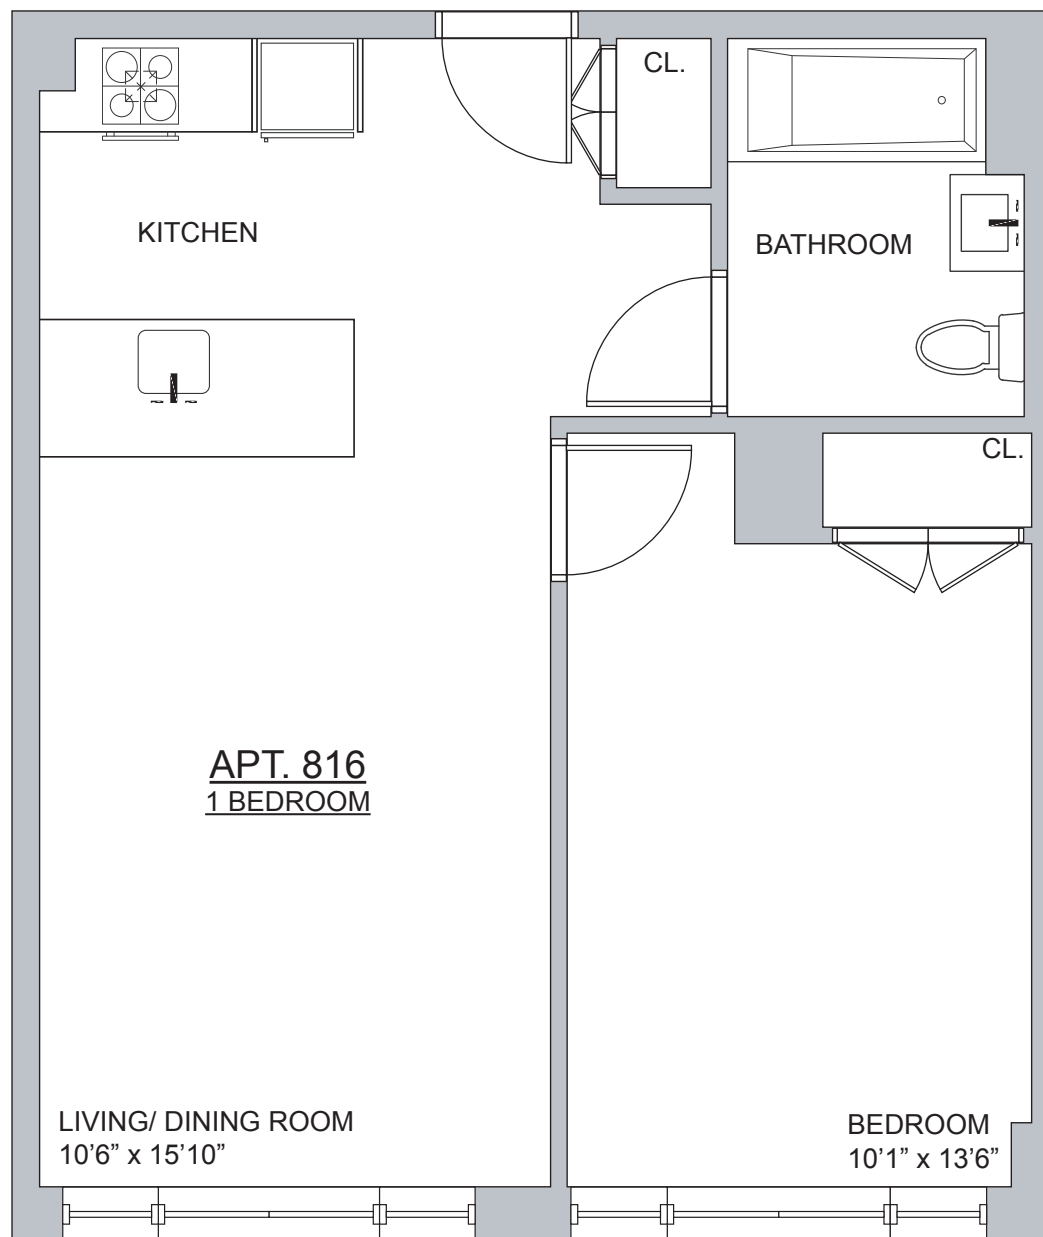 CL.
KITCHEN
BATHROOM
CL.
APT. 816
1 BEDROOM
LIVING/ DINING ROOM
10’6” x 15’10”
BEDROOM
10’1” x 13’6”